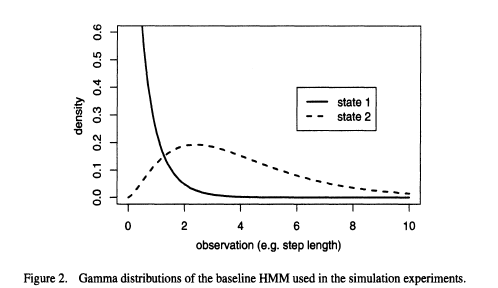 0.6
0.5
0.4
0.3
0.2
0.1
0.0
density
state 1
state 2
0 2 4 6 8 10
observation (e.g. step length)
Figure 2. Gamma distributions of the baseline HMM used in the simulation experiments.